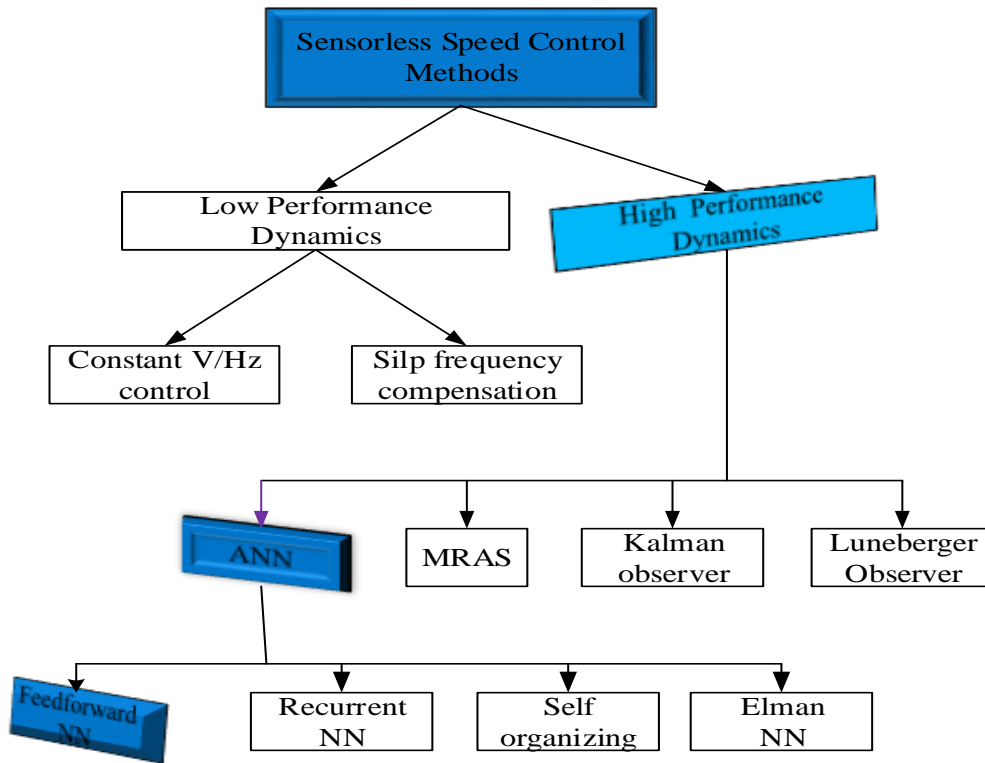 Sensorless Speed Control
Methods
Low Performance
Dynamics
High Performance
Dynamics
Constant V/Hz
control
Silp frequency
compensation
ANN
MRAS
Kalman
observer
Luneberger
Observer
Feedforward
NN
Recurrent
NN
Self
organizing
Elman
NN